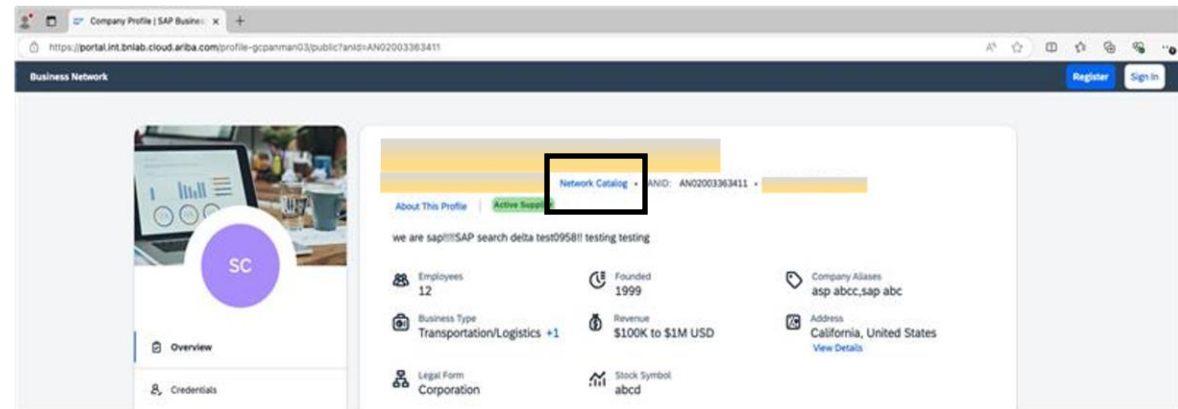 Company Profile | SAP Busines
https://portal.int.bnlab.cloud.ariba.com/profile-gcpanman03/public?anId=AN02003363411
Business Network
Register
Sign In
Network Catalog • ANID: AN02003363411 •
About This Profile | Active Supplier
we are sap!!!!SAP search delta test0958!! testing testing
SC
Employees
12
Founded
1999
Company Aliases
asp abcc,sap abc
Business Type
Transportation/Logistics +1
Revenue
$100K to $1M USD
Address
California, United States
View Details
Overview
Legal Form
Corporation
Stock Symbol
abcd
Credentials